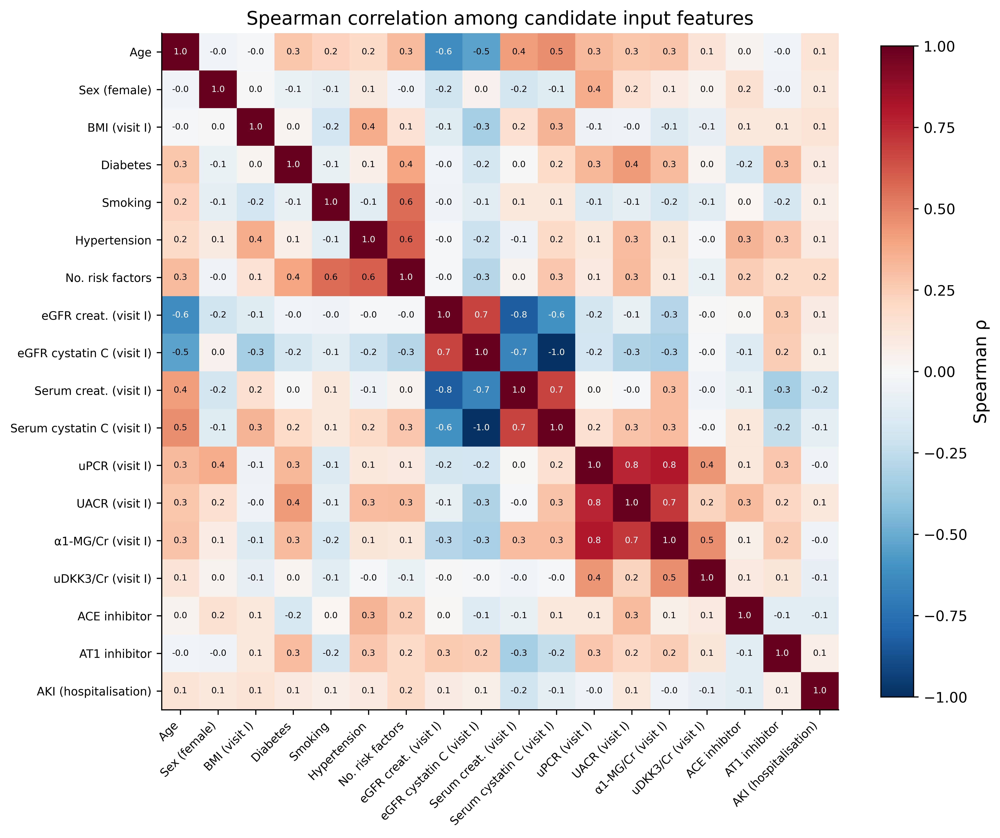 Spearman correlation among candidate input features
Age 1.0 -0.0 -0.0 0.3 0.2 0.2 0.3 -0.6 -0.5 0.4 0.5 0.3 0.3 0.3 0.1 0.0 -0.0 0.1
Sex (female) -0.0 1.0 0.0 -0.1 -0.1 0.1 -0.0 -0.2 0.0 -0.2 -0.1 0.4 0.2 0.1 0.0 0.2 -0.0 0.1
BMI (visit I) -0.0 0.0 1.0 0.0 -0.2 0.4 0.1 -0.1 -0.3 0.2 0.3 -0.1 -0.0 -0.1 -0.1 0.1 0.1 0.1
Diabetes 0.3 -0.1 0.0 1.0 -0.1 0.1 0.4 -0.0 -0.2 0.0 0.2 0.3 0.4 0.3 0.0 -0.2 0.3 0.1
Smoking 0.2 -0.1 -0.2 -0.1 1.0 -0.1 0.6 -0.0 -0.1 0.1 0.1 -0.1 -0.1 -0.2 -0.1 0.0 -0.2 0.1
Hypertension 0.2 0.1 0.4 0.1 -0.1 1.0 0.6 -0.0 -0.2 -0.1 0.2 0.1 0.3 0.1 -0.0 0.3 0.3 0.1
No. risk factors 0.3 -0.0 0.1 0.4 0.6 0.6 1.0 -0.0 -0.3 0.0 0.3 0.1 0.3 0.1 -0.1 0.2 0.2 0.2
eGFR creat. (visit I) -0.6 -0.2 -0.1 -0.0 -0.0 -0.0 -0.0 1.0 0.7 -0.8 -0.6 -0.2 -0.1 -0.3 -0.0 0.0 0.3 0.1
eGFR cystatin C (visit I) -0.5 0.0 -0.3 -0.2 -0.1 -0.2 -0.3 0.7 1.0 -0.7 -1.0 -0.2 -0.3 -0.3 -0.0 -0.1 0.2 0.1
Serum creat. (visit I) 0.4 -0.2 0.2 0.0 0.1 -0.1 0.0 -0.8 -0.7 1.0 0.7 0.0 -0.0 0.3 -0.0 -0.1 -0.3 -0.2
Serum cystatin C (visit I) 0.5 -0.1 0.3 0.2 0.1 0.2 0.3 -0.6 -1.0 0.7 1.0 0.2 0.3 0.3 -0.0 0.1 -0.2 -0.1
uPCR (visit I) 0.3 0.4 -0.1 0.3 -0.1 0.1 0.1 -0.2 -0.2 0.0 0.2 1.0 0.8 0.8 0.4 0.1 0.3 -0.0
UACR (visit I) 0.3 0.2 -0.0 0.4 -0.1 0.3 0.3 -0.1 -0.3 -0.0 0.3 0.8 1.0 0.7 0.2 0.3 0.2 0.1
α1-MG/Cr (visit I) 0.3 0.1 -0.1 0.3 -0.2 0.1 0.1 -0.3 -0.3 0.3 0.3 0.8 0.7 1.0 0.5 0.1 0.2 -0.0
uDKK3/Cr (visit I) 0.1 0.0 -0.1 0.0 -0.1 -0.0 -0.1 -0.0 -0.0 -0.0 -0.0 0.4 0.2 0.5 1.0 0.1 0.1 -0.1
ACE inhibitor 0.0 0.2 0.1 -0.2 0.0 0.3 0.2 0.0 -0.1 -0.1 0.1 0.1 0.3 0.1 0.1 1.0 -0.1 -0.1
AT1 inhibitor -0.0 -0.0 0.1 0.3 -0.2 0.3 0.2 0.3 0.2 -0.3 -0.2 0.3 0.2 0.2 0.1 -0.1 1.0 0.1
AKI (hospitalisation) 0.1 0.1 0.1 0.1 0.1 0.1 0.2 0.1 0.1 -0.2 -0.1 -0.0 0.1 -0.0 -0.1 -0.1 0.1 1.0
Age
Sex (female)
BMI (visit I)
Diabetes
Smoking
Hypertension
No. risk factors
eGFR creat. (visit I)
eGFR cystatin C (visit I)
Serum creat. (visit I)
Serum cystatin C (visit I)
uPCR (visit I)
UACR (visit I)
α1-MG/Cr (visit I)
uDKK3/Cr (visit I)
ACE inhibitor
AT1 inhibitor
AKI (hospitalisation)
1.00
0.75
0.50
0.25
0.00
−0.25
−0.50
−0.75
−1.00
Spearman ρ